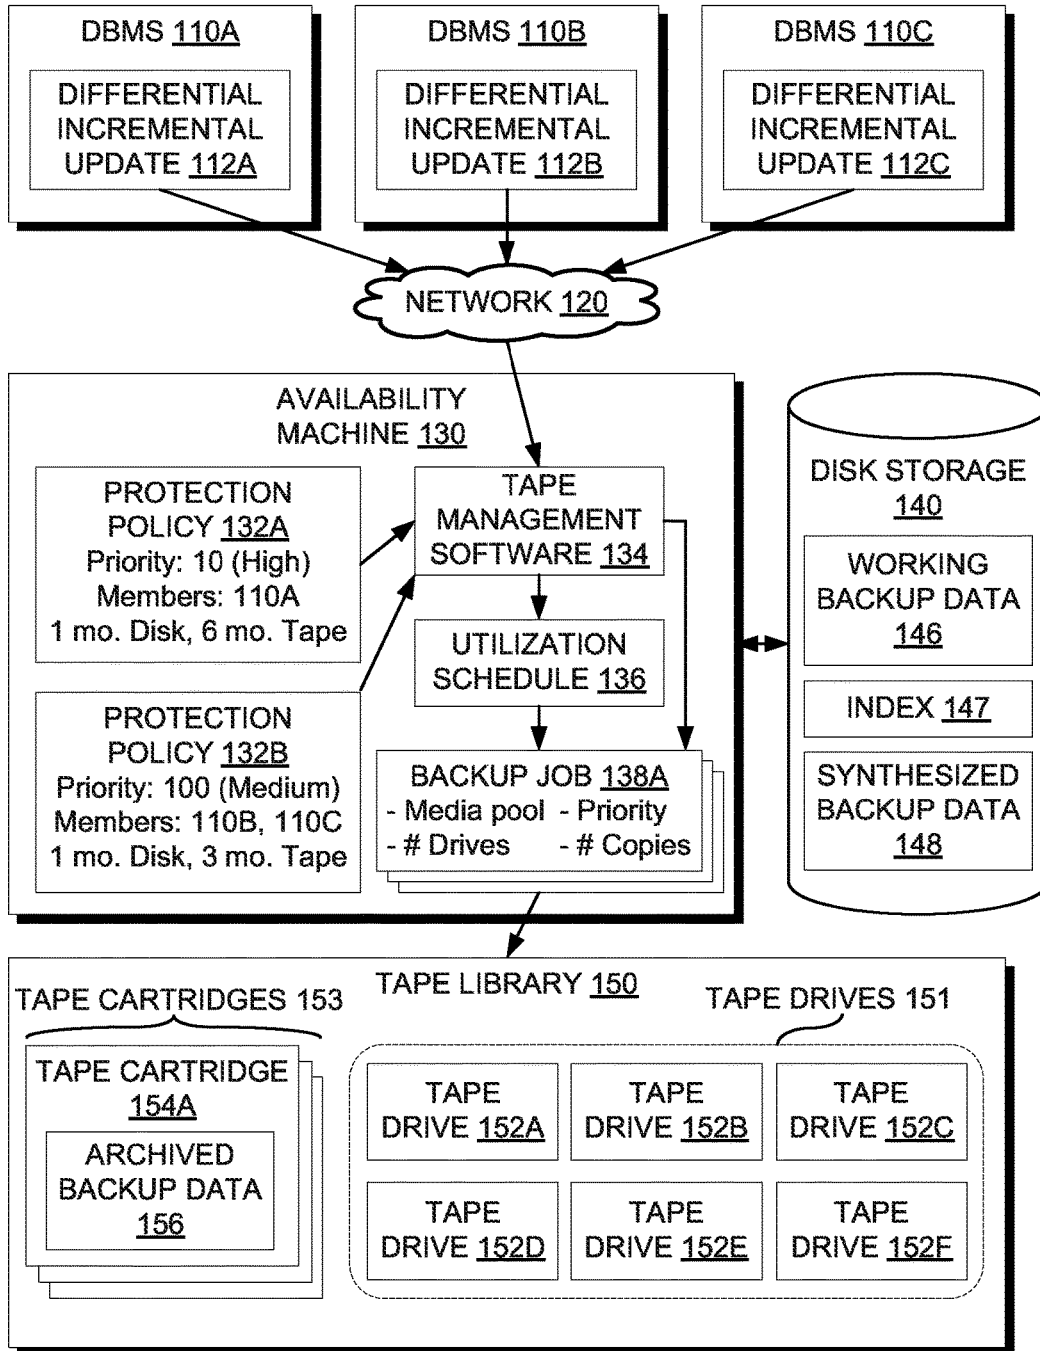 DBMS 110A
DIFFERENTIAL
INCREMENTAL
UPDATE 112A
DBMS 110B
DIFFERENTIAL
INCREMENTAL
UPDATE 112B
DBMS 110C
DIFFERENTIAL
INCREMENTAL
UPDATE 112C
NETWORK 120
AVAILABILITY
MACHINE 130
PROTECTION
POLICY 132A
Priority: 10 (High)
Members: 110A
1 mo. Disk, 6 mo. Tape
PROTECTION
POLICY 132B
Priority: 100 (Medium)
Members: 110B, 110C
1 mo. Disk, 3 mo. Tape
TAPE
MANAGEMENT
SOFTWARE 134
UTILIZATION
SCHEDULE 136
BACKUP JOB 138A
- Media pool - Priority
- # Drives - # Copies
DISK STORAGE
140
WORKING
BACKUP DATA
146
INDEX 147
SYNTHESIZED
BACKUP DATA
148
TAPE LIBRARY 150
TAPE CARTRIDGES 153
TAPE CARTRIDGE
154A
ARCHIVED
BACKUP DATA
156
TAPE DRIVES 151
TAPE
DRIVE 152A
TAPE
DRIVE 152B
TAPE
DRIVE 152C
TAPE
DRIVE 152D
TAPE
DRIVE 152E
TAPE
DRIVE 152F